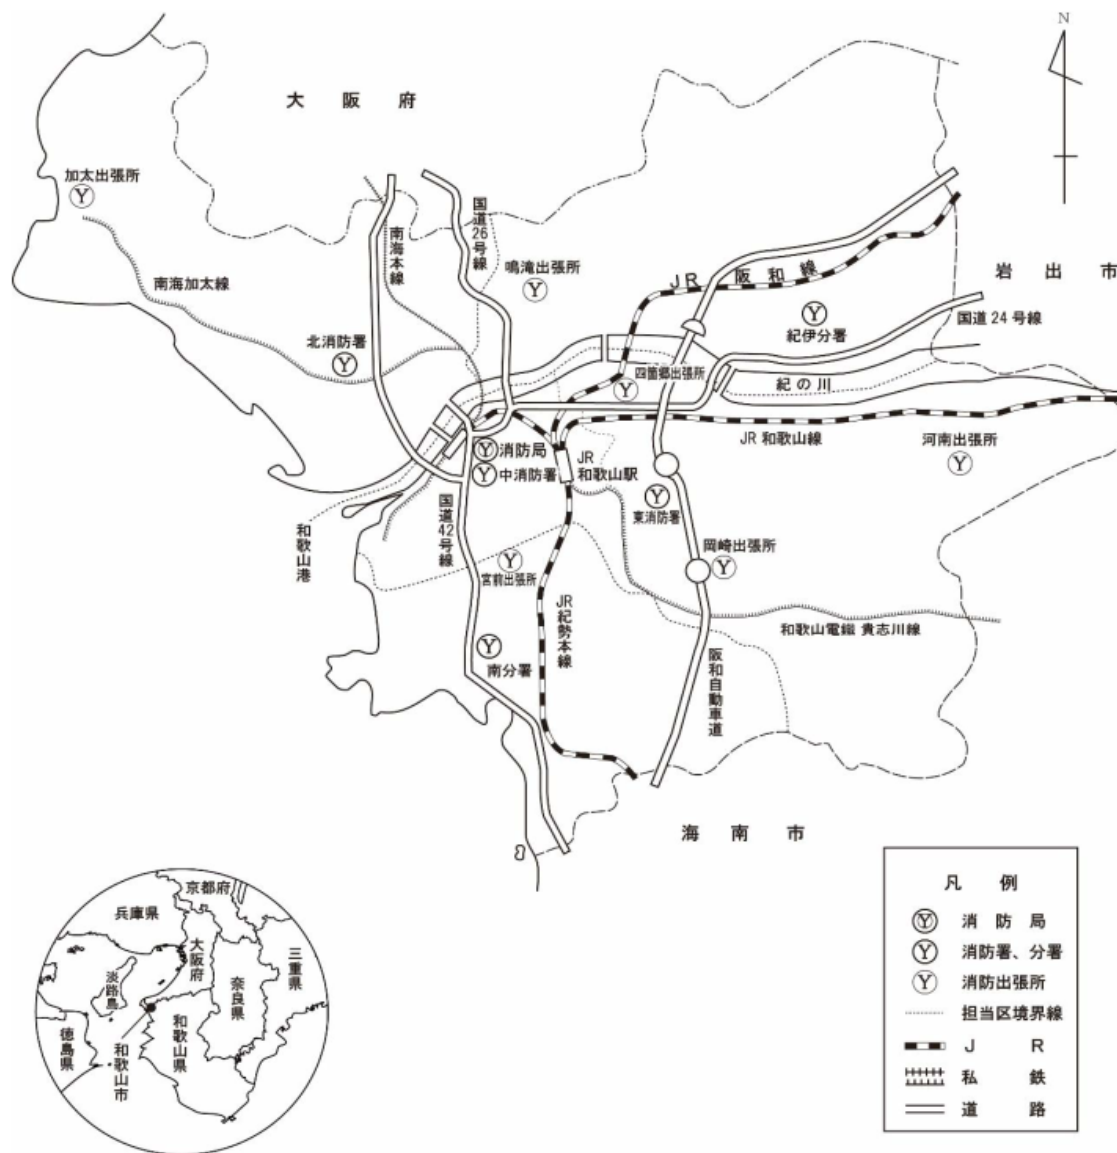 N
大阪府
加太出張所
国道26号線
南海本線
鳴滝出張所
南海加太線
JR 阪和線
岩出市
国道24号線
紀伊分署
北消防署
四箇郷出張所
紀の川
JR和歌山線
河南出張所
消防局
中消防署
JR
和歌山駅
東消防署
国道42号線
和歌山港
岡崎出張所
宮前出張所
JR紀勢本線
和歌山電鐵 貴志川線
南分署
阪和自動車道
海南市
凡例
消防局
消防署、分署
消防出張所
担当区境界線
JR
私鉄
道路
京都府
兵庫県
大阪府
三重県
淡路島
奈良県
和歌山県
徳島県
和歌山市